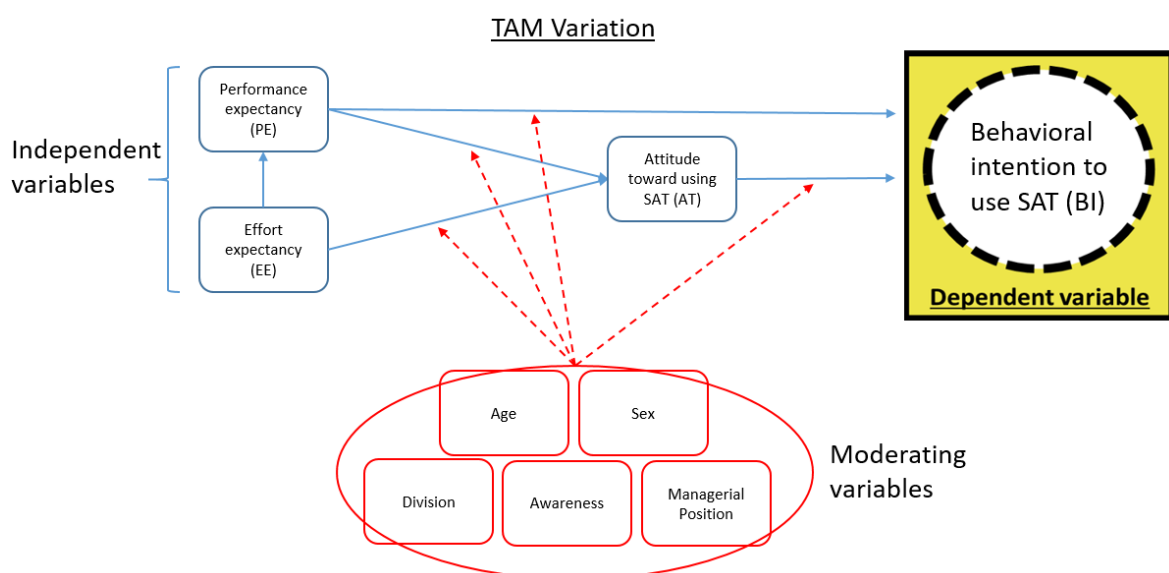 TAM Variation
Independent
variables
Performance
expectancy
(PE)
Effort
expectancy
(EE)
Attitude
toward using
SAT (AT)
Behavioral
intention to
use SAT (BI)
Dependent variable
Age
Sex
Division
Awareness
Managerial
Position
Moderating
variables